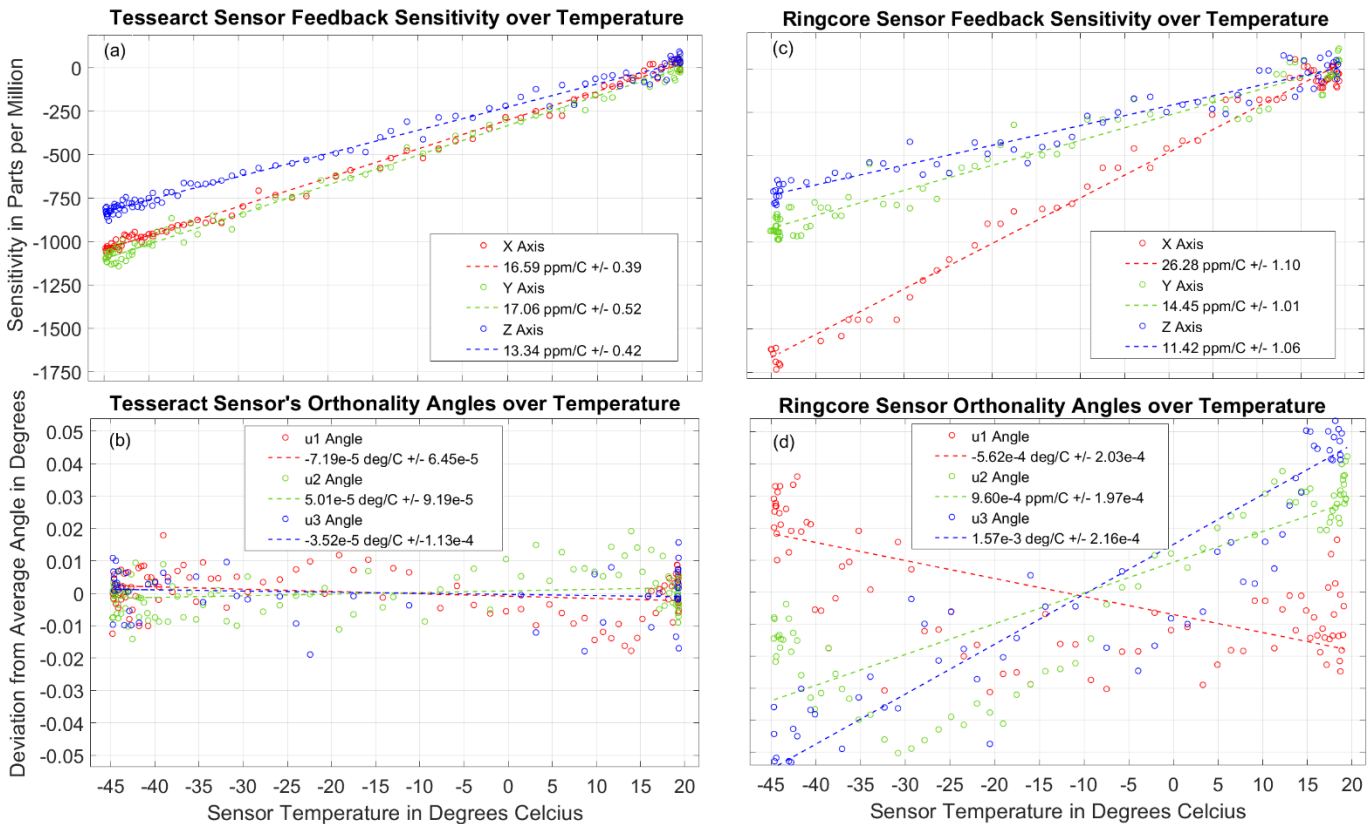 Tessearct Sensor Feedback Sensitivity over Temperature
(a)
Sensitivity in Parts per Million
0
-250
-500
-750
-1000
-1250
-1500
-1750
X Axis
16.59 ppm/C +/- 0.39
Y Axis
17.06 ppm/C +/- 0.52
Z Axis
13.34 ppm/C +/- 0.42
Ringcore Sensor Feedback Sensitivity over Temperature
(c)
X Axis
26.28 ppm/C +/- 1.10
Y Axis
14.45 ppm/C +/- 1.01
Z Axis
11.42 ppm/C +/- 1.06
Tesseract Sensor's Orthonality Angles over Temperature
(b)
Deviation from Average Angle in Degrees
0.05
0.04
0.03
0.02
0.01
0
-0.01
0.02
-0.03
-0.04
-0.05
u1 Angle
-7.19e-5 deg/C +/- 6.45e-5
u2 Angle
5.01e-5 deg/C +/- 9.19e-5
u3 Angle
-3.52e-5 deg/C +/-1.13e-4
-45 -40 -35 -30 -25 -20 -15 -10 -5 0 5 10 15 20
Sensor Temperature in Degrees Celcius
Ringcore Sensor Orthonality Angles over Temperature
(d)
u1 Angle
-5.62e-4 deg/C +/- 2.03e-4
u2 Angle
9.60e-4 ppm/C +/- 1.97e-4
u3 Angle
1.57e-3 deg/C +/- 2.16e-4
-45 -40 -35 -30 -25 -20 -15 -10 -5 0 5 10 15 20
Sensor Temperature in Degrees Celcius